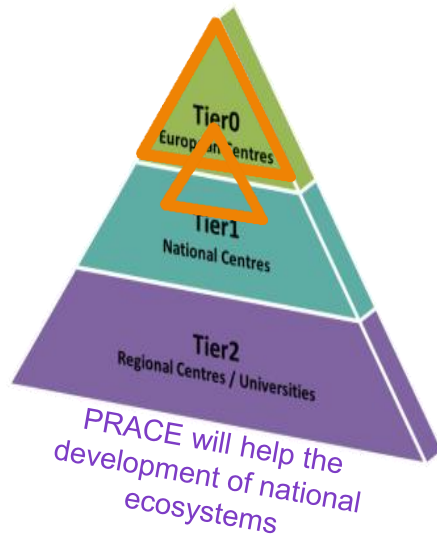 Tier0
European Centres
Tier1
National Centres
Tier2
Regional Centres / Universities
PRACE will help the
development of national
ecosystems